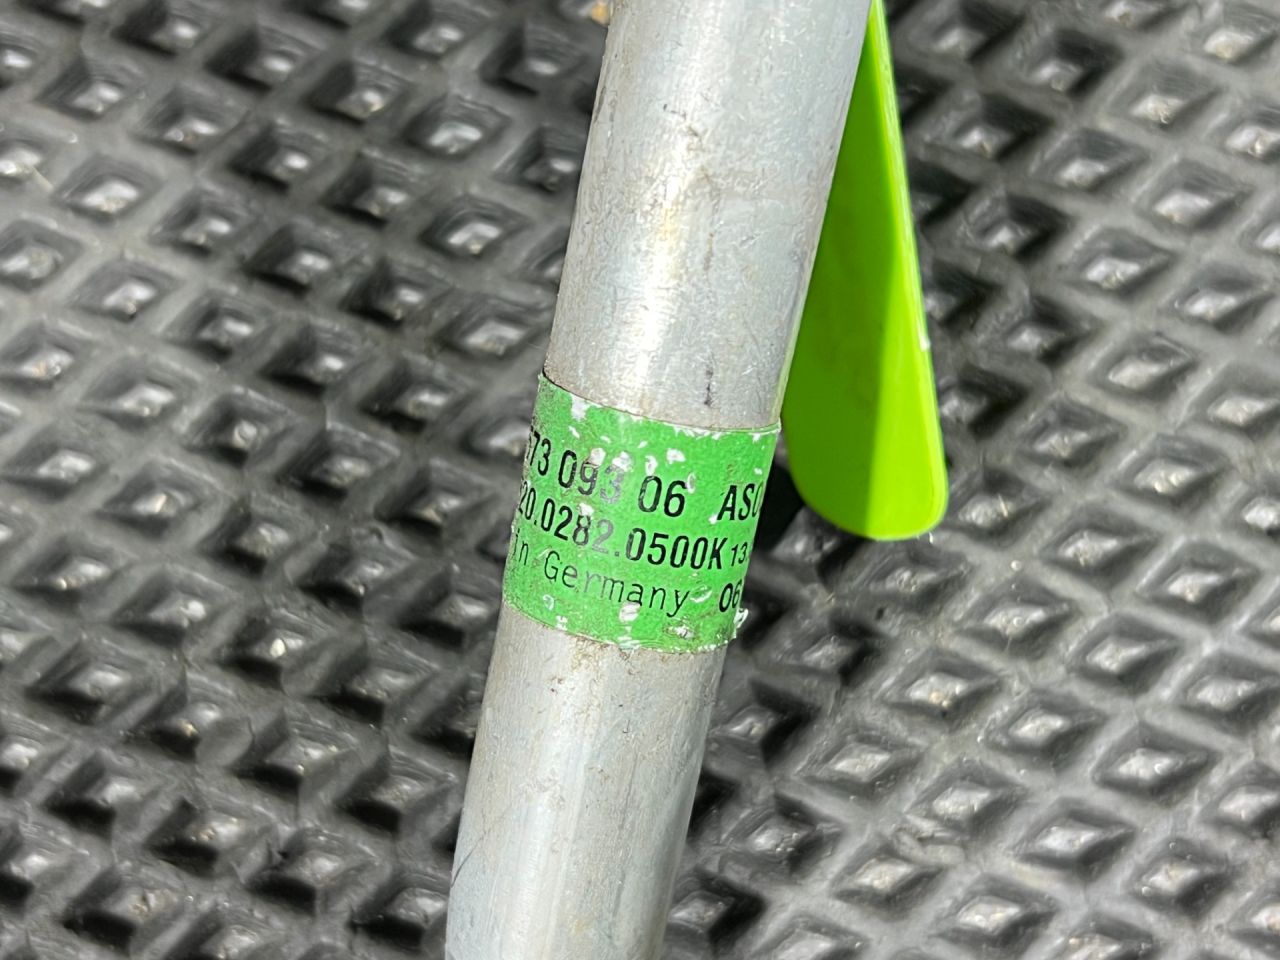 73 093 06 AS
20.0282.0500K 13.
in Germany 06